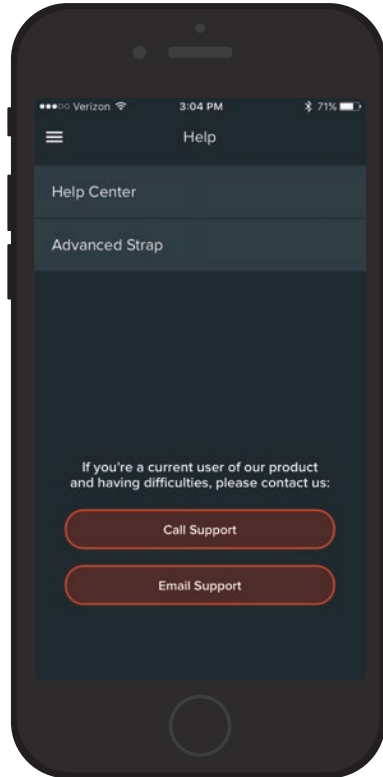 Verizon 3:04 PM 71%
Help
Help Center
Advanced Strap
If you're a current user of our product
and having difficulties, please contact us:
Call Support
Email Support